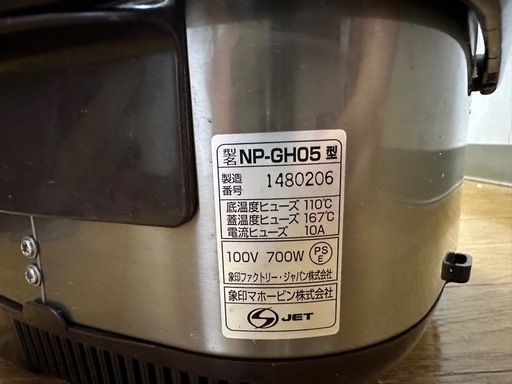 型名 NP-GH05 型
製造番号 1480206
底温度ヒューズ 110℃
蓋温度ヒューズ 167℃
電流ヒューズ 10A
100V 700W PSE
象印ファクトリー・ジャパン株式会社
象印マホービン株式会社
S JET